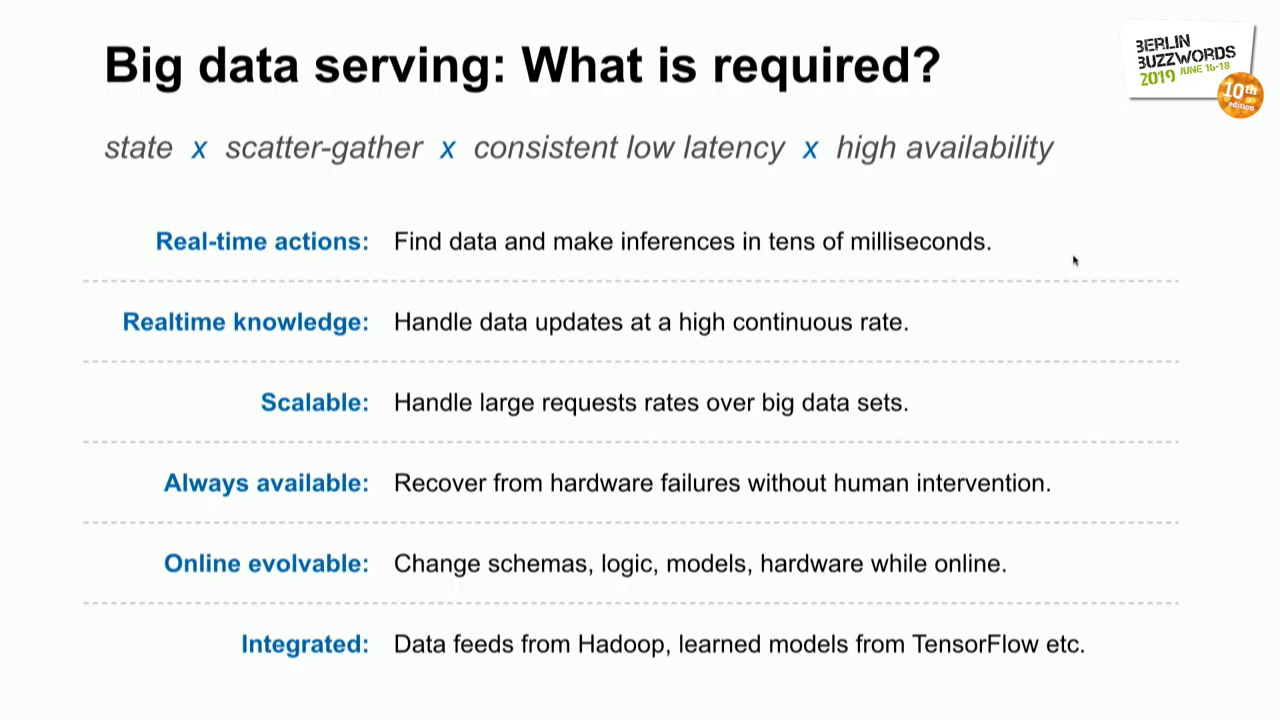 Big data serving: What is required?
BERLIN
BUZZWORDS
2019 JUNE 16-18
10th
edition
state x scatter-gather x consistent low latency x high availability
Real-time actions: Find data and make inferences in tens of milliseconds.
Realtime knowledge: Handle data updates at a high continuous rate.
Scalable: Handle large requests rates over big data sets.
Always available: Recover from hardware failures without human intervention.
Online evolvable: Change schemas, logic, models, hardware while online.
Integrated: Data feeds from Hadoop, learned models from TensorFlow etc.